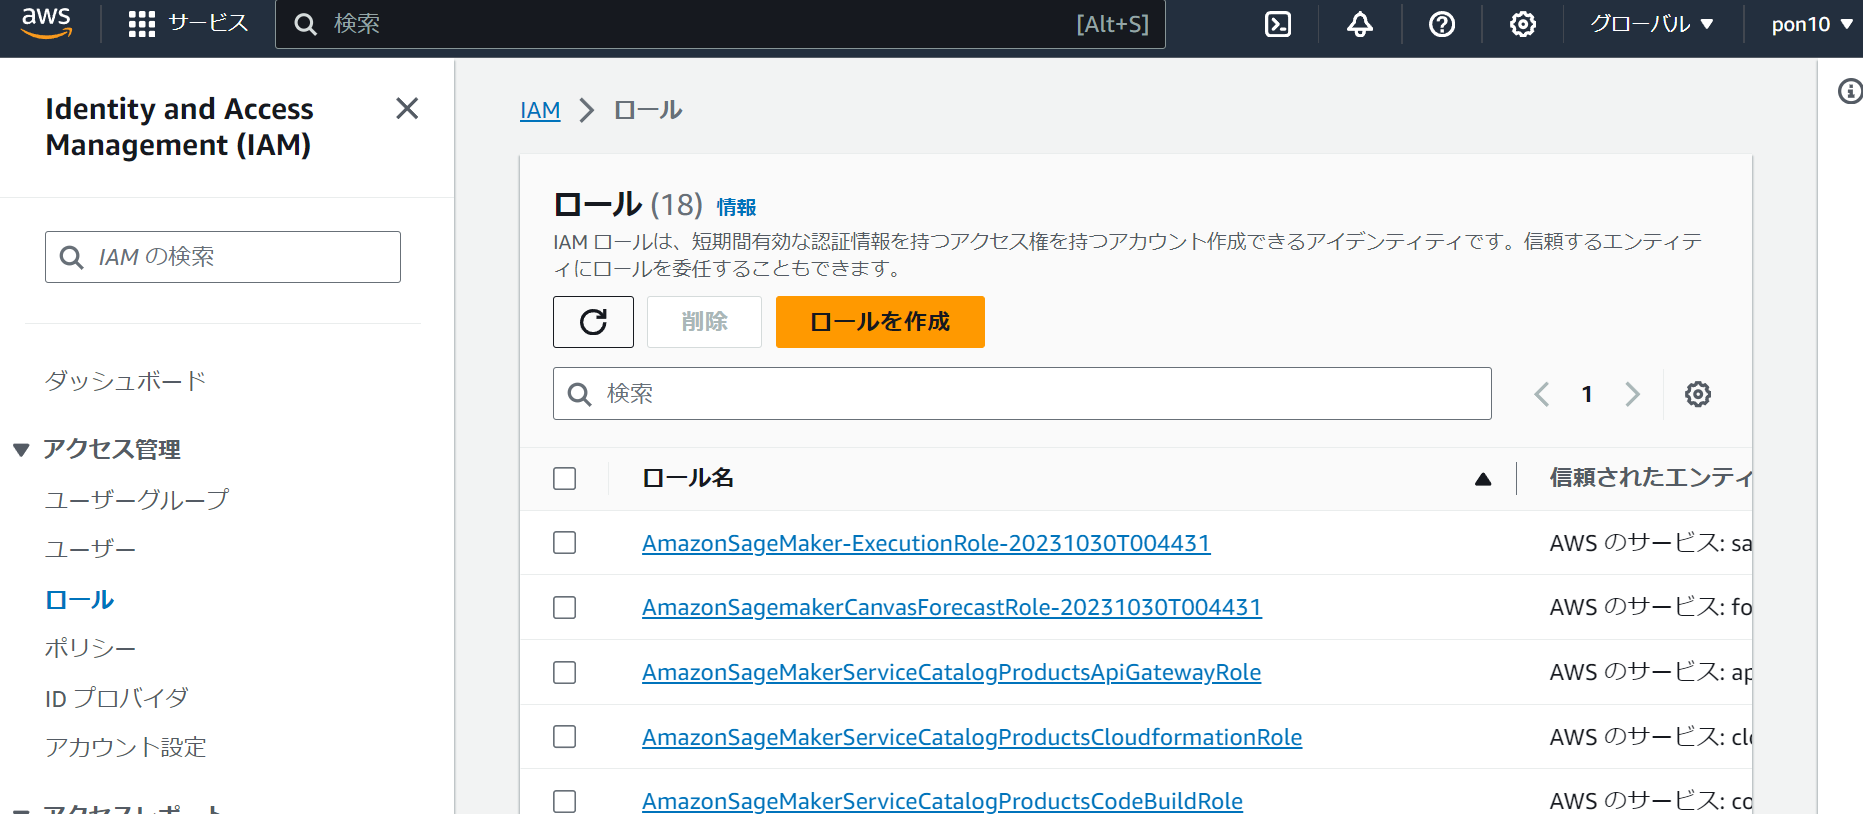 aws
サービス
検索
[Alt+S]
グローバル
pon10
Identity and Access
Management (IAM)
IAM の検索
ダッシュボード
アクセス管理
ユーザーグループ
ユーザー
ロール
ポリシー
ID プロバイダ
アカウント設定
アクセスレポート
IAM
ロール
ロール (18) 情報
IAM ロールは、短期間有効な認証情報を持つアクセス権を持つアカウント作成できるアイデンティティです。信頼するエンティテ
ィにロールを委任することもできます。
削除
ロールを作成
検索
1
ロール名
信頼されたエンティ
AmazonSageMaker-ExecutionRole-20231030T004431
AWS のサービス: sa
AmazonSagemakerCanvasForecastRole-20231030T004431
AWS のサービス: fo
AmazonSageMakerServiceCatalogProductsApiGatewayRole
AWS のサービス: ap
AmazonSageMakerServiceCatalogProductsCloudformationRole
AWS のサービス: clo
AmazonSageMakerServiceCatalogProductsCodeBuildRole
AWS のサービス: co